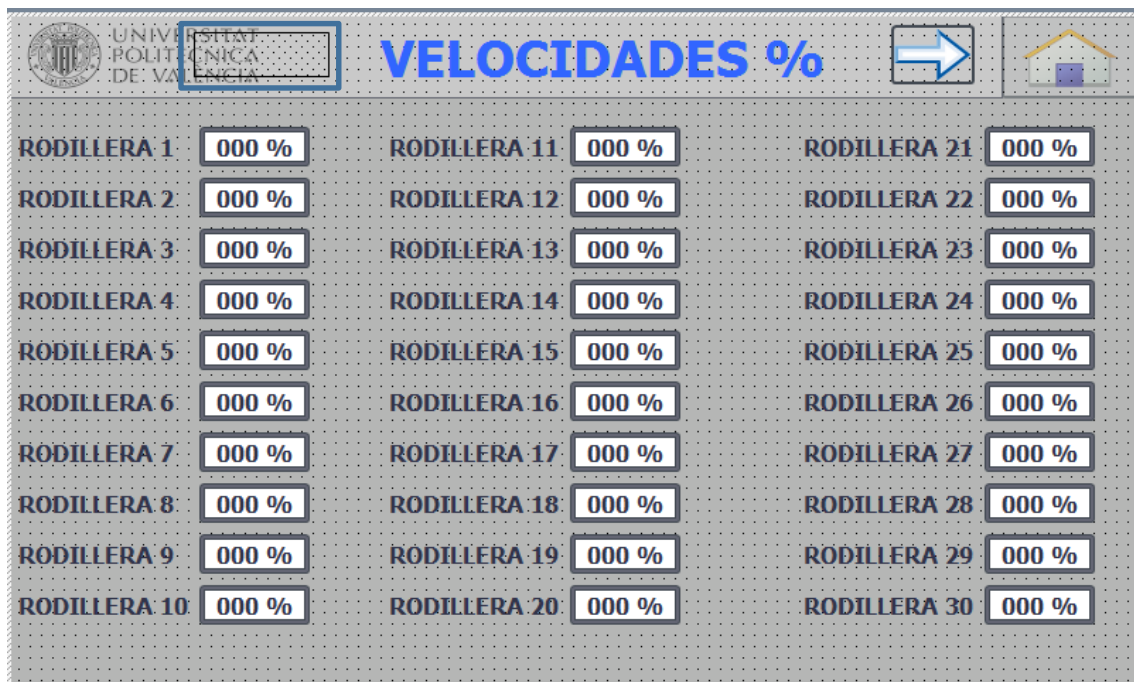 UNIVERSITAT
POLITÈCNICA
DE VALÈNCIA
VELOCIDADES %
RODILLERA 1 000 % RODILLERA 11 000 % RODILLERA 21 000 %
RODILLERA 2 000 % RODILLERA 12 000 % RODILLERA 22 000 %
RODILLERA 3 000 % RODILLERA 13 000 % RODILLERA 23 000 %
RODILLERA 4 000 % RODILLERA 14 000 % RODILLERA 24 000 %
RODILLERA 5 000 % RODILLERA 15 000 % RODILLERA 25 000 %
RODILLERA 6 000 % RODILLERA 16 000 % RODILLERA 26 000 %
RODILLERA 7 000 % RODILLERA 17 000 % RODILLERA 27 000 %
RODILLERA 8 000 % RODILLERA 18 000 % RODILLERA 28 000 %
RODILLERA 9 000 % RODILLERA 19 000 % RODILLERA 29 000 %
RODILLERA 10 000 % RODILLERA 20 000 % RODILLERA 30 000 %